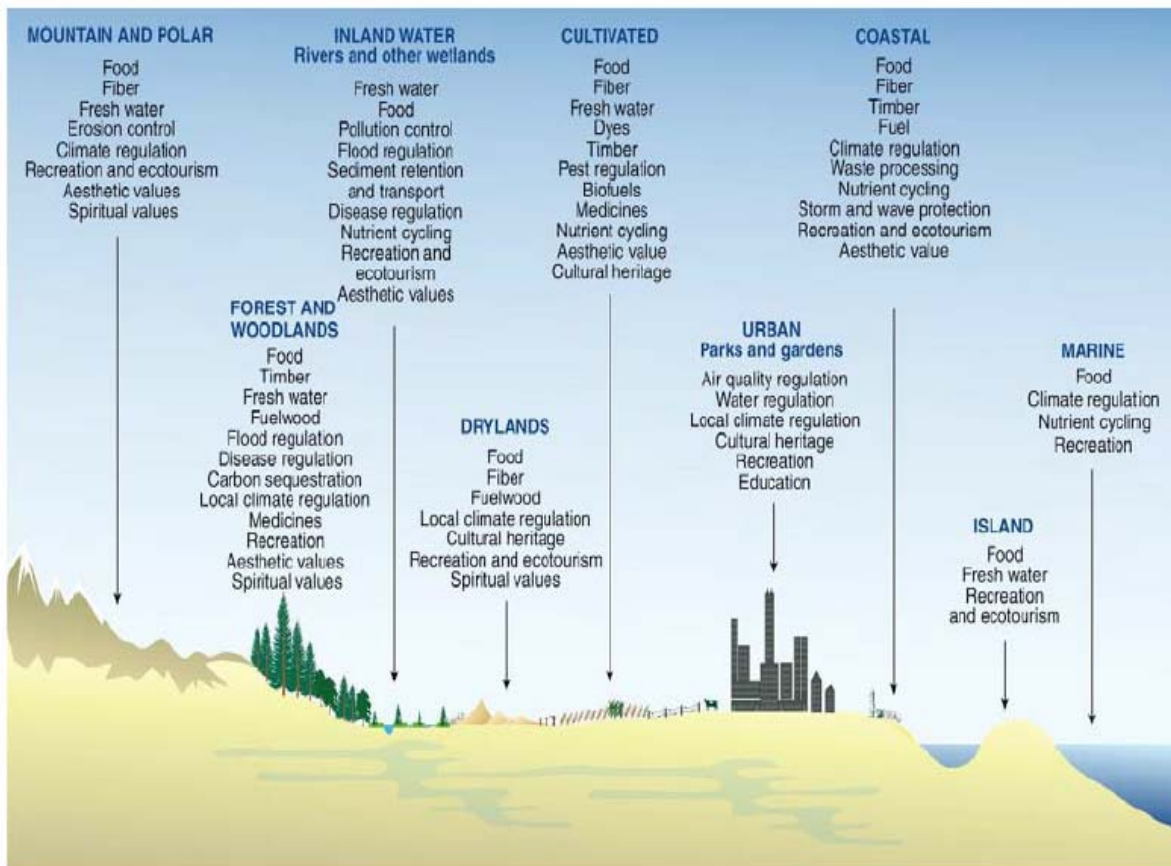 MOUNTAIN AND POLAR
Food
Fiber
Fresh water
Erosion control
Climate regulation
Recreation and ecotourism
Aesthetic values
Spiritual values
INLAND WATER
Rivers and other wetlands
Fresh water
Food
Pollution control
Flood regulation
Sediment retention
and transport
Disease regulation
Nutrient cycling
Recreation and
ecotourism
Aesthetic values
CULTIVATED
Food
Fiber
Fresh water
Dyes
Timber
Pest regulation
Biofuels
Medicines
Nutrient cycling
Aesthetic value
Cultural heritage
COASTAL
Food
Fiber
Timber
Fuel
Climate regulation
Waste processing
Nutrient cycling
Storm and wave protection
Recreation and ecotourism
Aesthetic value
FOREST AND
WOODLANDS
Food
Timber
Fresh water
Fuelwood
Flood regulation
Disease regulation
Carbon sequestration
Local climate regulation
Medicines
Recreation
Aesthetic values
Spiritual values
DRYLANDS
Food
Fiber
Fuelwood
Local climate regulation
Cultural heritage
Recreation and ecotourism
Spiritual values
URBAN
Parks and gardens
Air quality regulation
Water regulation
Local climate regulation
Cultural heritage
Recreation
Education
MARINE
Food
Climate regulation
Nutrient cycling
Recreation
ISLAND
Food
Fresh water
Recreation
and ecotourism